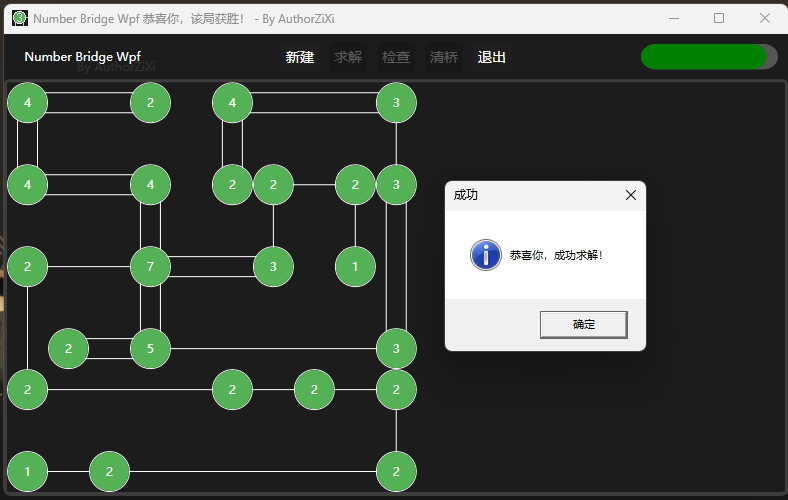 3 Number Bridge Wpf 恭喜你，该局获胜！ - By AuthorZiXi
Number Bridge Wpf 新建 求解 检查 清桥 退出
By AuthorZiXi
4 2 4 3
4 4 2 2 2 3
成功
恭喜你，成功求解！
确定
2 7 3 1
2 5 3
2 2 2 2
1 2 2